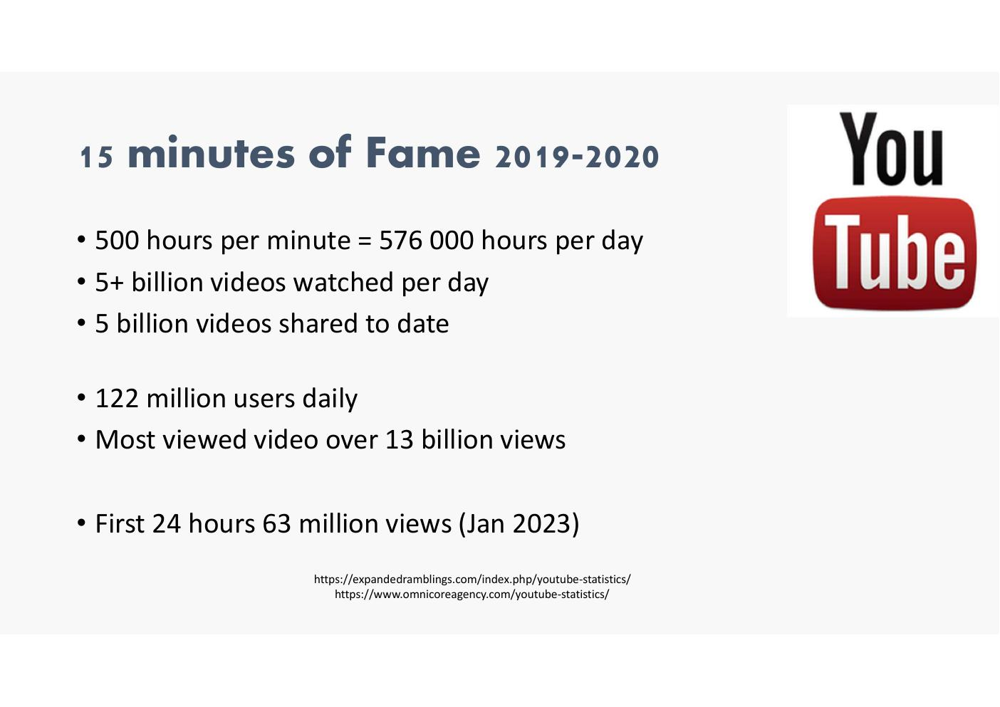 15 minutes of Fame 2019-2020
You
Tube
• 500 hours per minute = 576 000 hours per day
• 5+ billion videos watched per day
• 5 billion videos shared to date
• 122 million users daily
• Most viewed video over 13 billion views
• First 24 hours 63 million views (Jan 2023)
https://expandedramblings.com/index.php/youtube-statistics/
https://www.omnicoreagency.com/youtube-statistics/